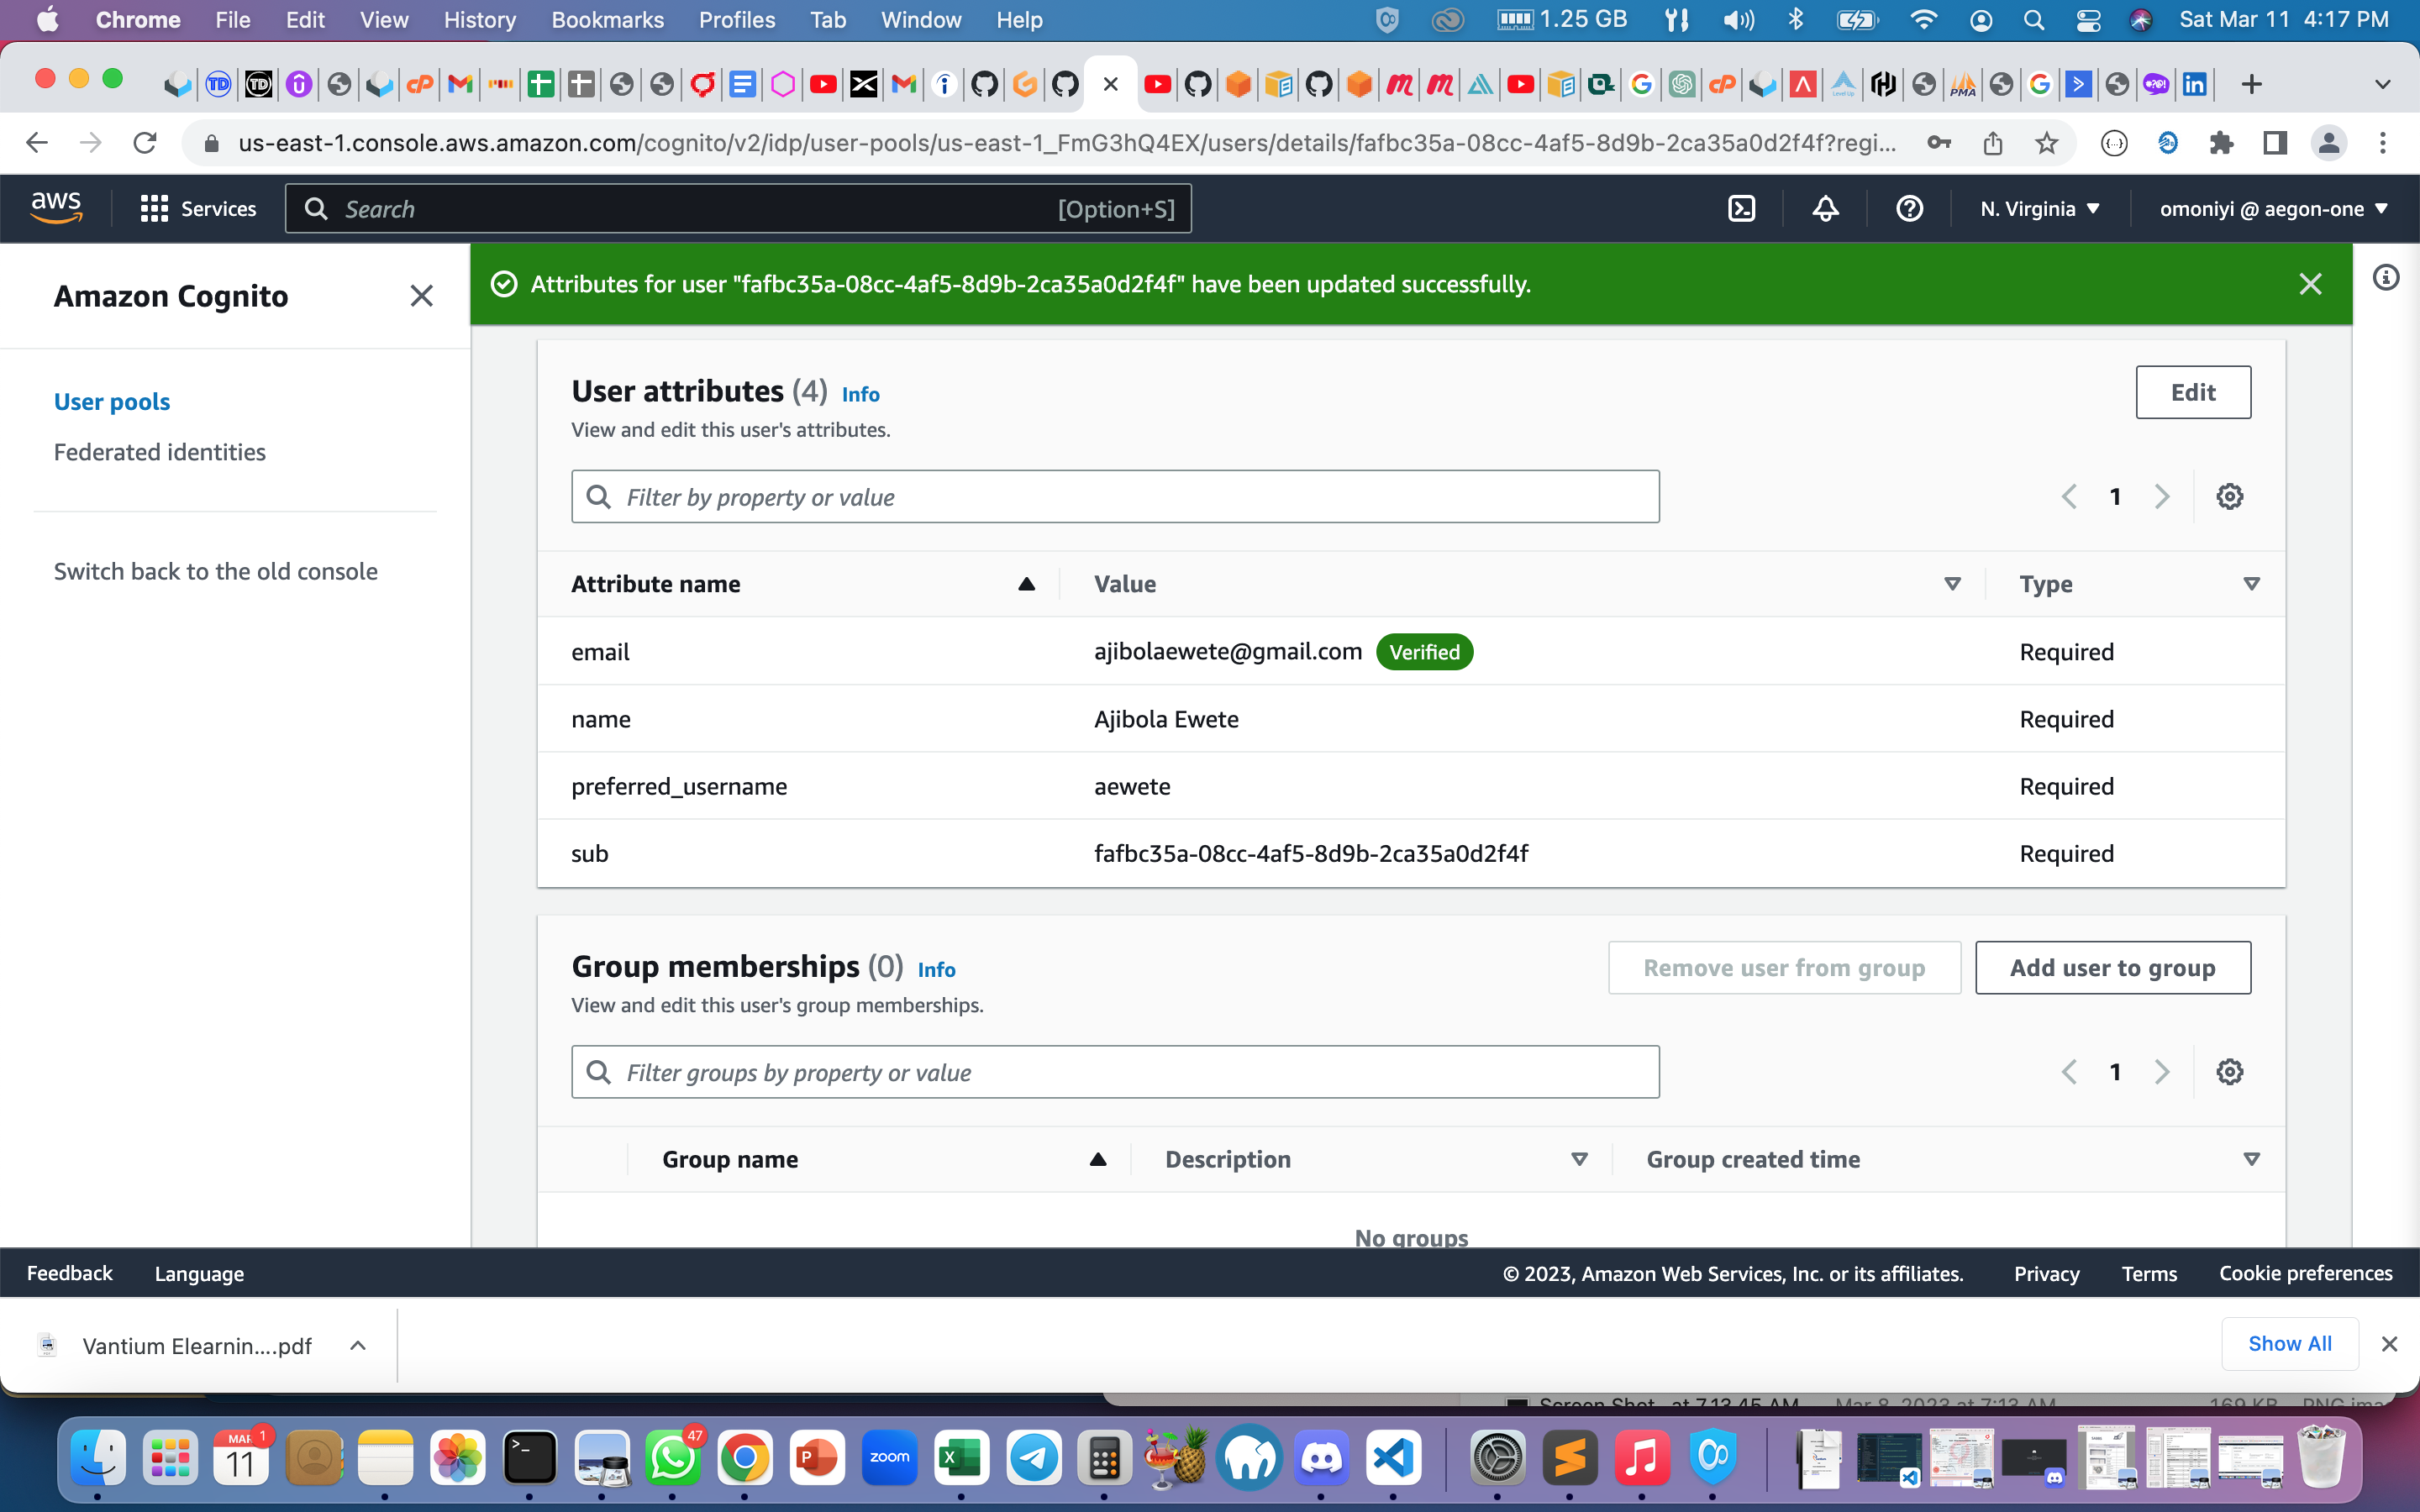 Chrome File Edit View History Bookmarks Profiles Tab Window Help 1.25 GB Sat Mar 11 4:17 PM
us-east-1.console.aws.amazon.com/cognito/v2/idp/user-pools/us-east-1_FmG3hQ4EX/users/details/fafbc35a-08cc-4af5-8d9b-2ca35a0d2f4f?regi...
aws Services Search [Option+S] N. Virginia omoniyi @ aegon-one
Amazon Cognito
User pools
Federated identities
Switch back to the old console
Attributes for user "fafbc35a-08cc-4af5-8d9b-2ca35a0d2f4f" have been updated successfully.
User attributes (4) Info
Edit
View and edit this user's attributes.
Filter by property or value
1
Attribute name Value Type
email ajibolaewete@gmail.com Verified Required
name Ajibola Ewete Required
preferred_username aewete Required
sub fafbc35a-08cc-4af5-8d9b-2ca35a0d2f4f Required
Group memberships (0) Info
Remove user from group Add user to group
View and edit this user's group memberships.
Filter groups by property or value
1
Group name Description Group created time
No groups
Feedback Language © 2023, Amazon Web Services, Inc. or its affiliates. Privacy Terms Cookie preferences
Vantium Elearnin....pdf
Show All
MAR 1
11
47
zoom